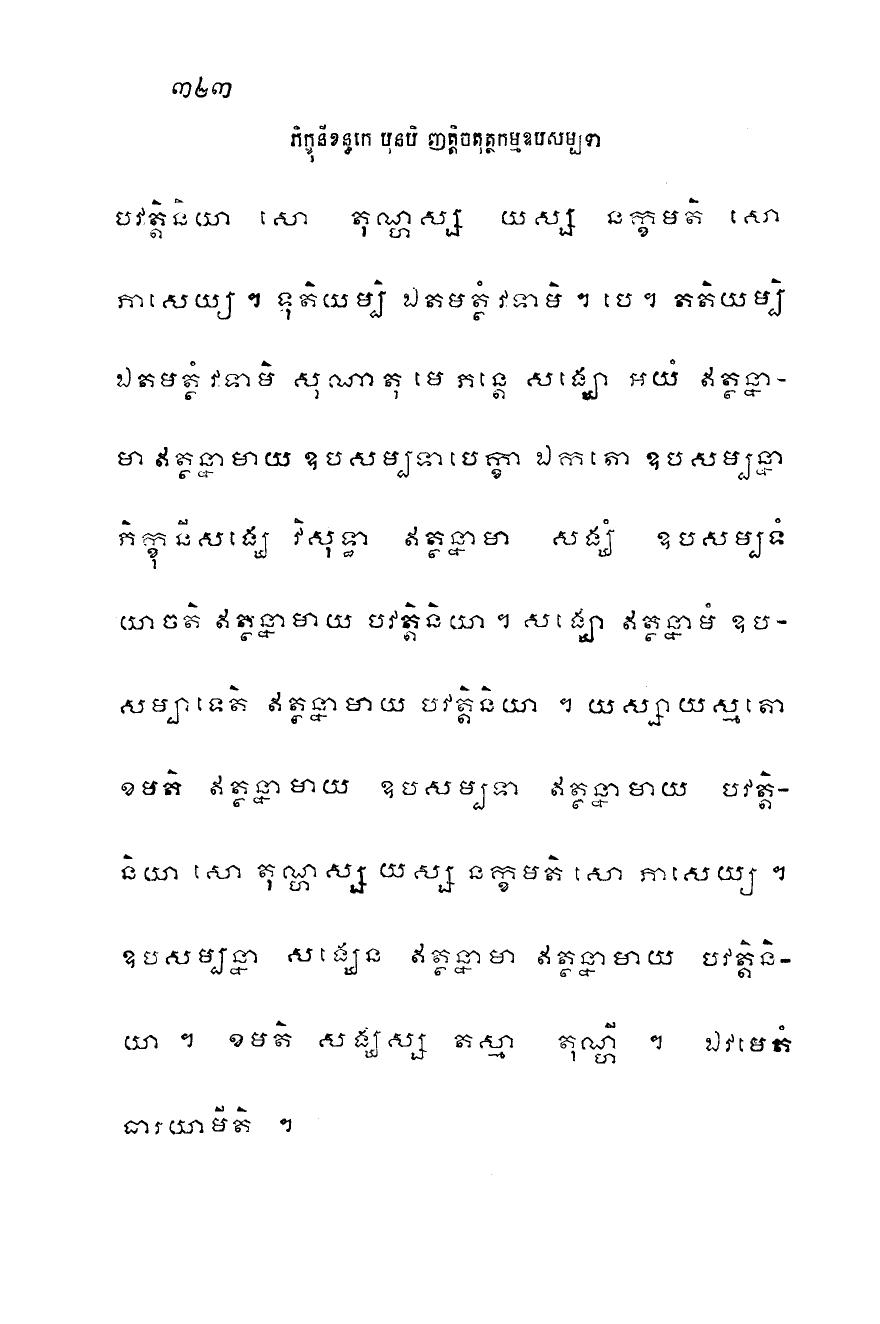 ៣៤៣
ភិក្ខុនីខន្ធកេ បុនបិ ញត្តិចតុត្ថកម្មឧបសម្បទា
បវត្តិនិយា សោ តុណ្ហស្ស យស្ស នក្ខមតិ សោ
ភាសេយ្យ ។ ទុតិយម្បិ ឯតមត្ថំ វទាមិ ។ បេ ។ តតិយម្បិ
ឯតមត្ថំ វទាមិ សុណាតុ មេ ភន្តេ សង្ឃោ អយំ ឥត្ថន្នា-
មា ឥត្ថន្នាមាយ ឧបសម្បទាបេក្ខា ឯកតោ ឧបសម្បន្នា
ភិក្ខុនីសង្ឃេ វិសុទ្ធា ឥត្ថន្នាមា សង្ឃំ ឧបសម្បទំ
យាចតិ ឥត្ថន្នាមាយ បវត្តិនិយា ។ សង្ឃោ ឥត្ថន្នាមំ ឧប-
សម្បាទេតិ ឥត្ថន្នាមាយ បវត្តិនិយា ។ យស្សាយស្មតោ
ខមតិ ឥត្ថន្នាមាយ ឧបសម្បទា ឥត្ថន្នាមាយ បវត្តិ-
និយា សោ តុណ្ហស្ស យស្ស នក្ខមតិ សោ ភាសេយ្យ ។
ឧបសម្បន្នា សង្ឃេន ឥត្ថន្នាមា ឥត្ថន្នាមាយ បវត្តិនិ-
យា ។ ខមតិ សង្ឃស្ស តស្មា តុណ្ហី ។ ឯវមេតំ
ធារយាមីតិ ។